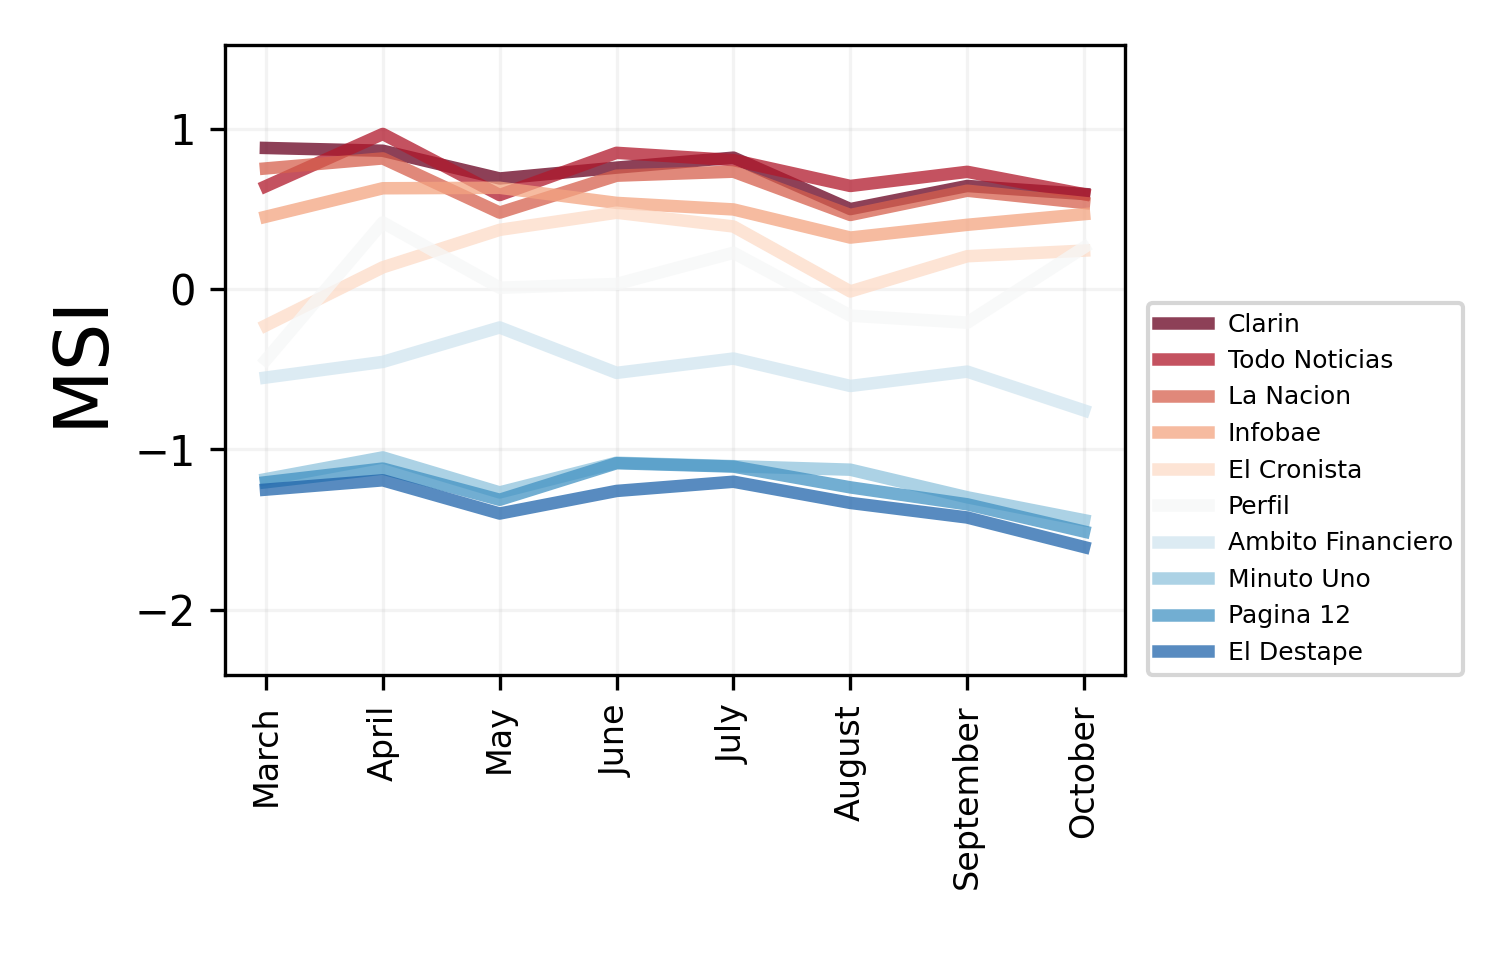 MSI
1
0
−1
−2
March
April
May
June
July
August
September
October
Clarin
Todo Noticias
La Nacion
Infobae
El Cronista
Perfil
Ambito Financiero
Minuto Uno
Pagina 12
El Destape